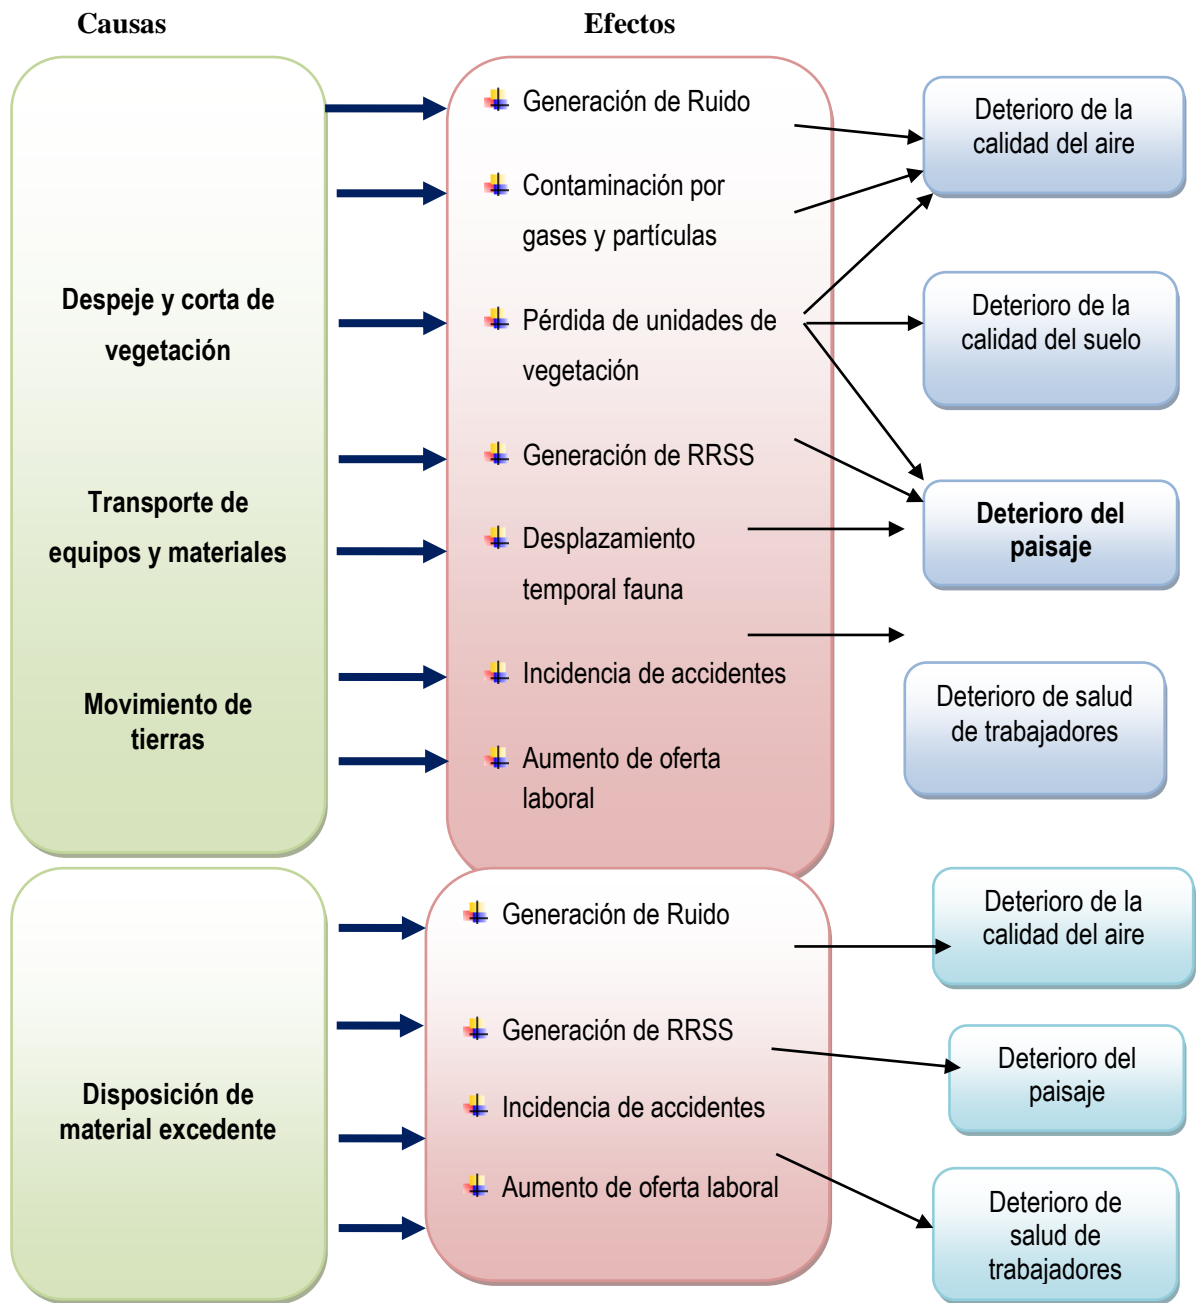 Causas
Efectos
Despeje y corta de
vegetación
Transporte de
equipos y materiales
Movimiento de
tierras
Generación de Ruido
Contaminación por
gases y partículas
Pérdida de unidades de
vegetación
Generación de RRSS
Desplazamiento
temporal fauna
Incidencia de accidentes
Aumento de oferta
laboral
Deterioro de la
calidad del aire
Deterioro de la
calidad del suelo
Deterioro del
paisaje
Deterioro de salud
de trabajadores
Disposición de
material excedente
Generación de Ruido
Generación de RRSS
Incidencia de accidentes
Aumento de oferta laboral
Deterioro de la
calidad del aire
Deterioro del
paisaje
Deterioro de
salud de
trabajadores